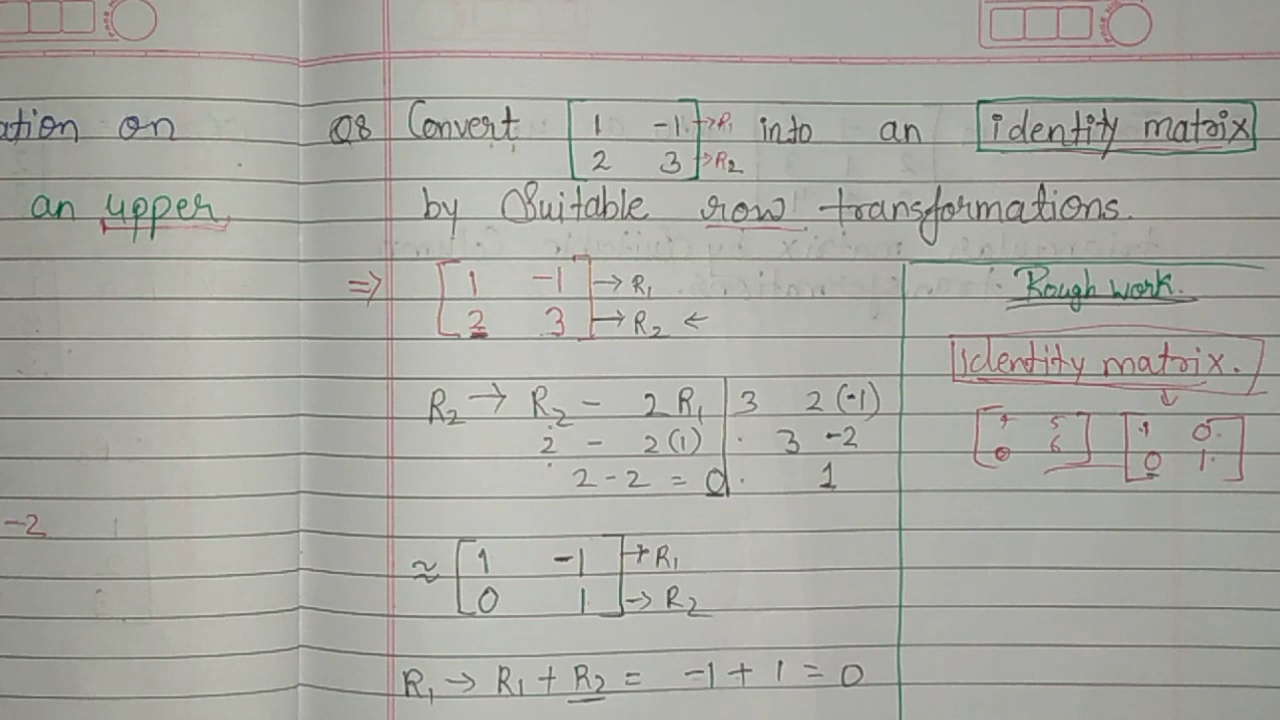 ation on
an upper
-2
Q8 Convert [ 1 -1 → R1 into an identity matrix
2 3 ] → R2
by Suitable row transformations.
⇒ [ 1 -1 → R1
2 3 ] → R2 ←
R2 → R2 - 2R1 | 3 2(-1)
2 - 2(1) | 3 -2
2-2 = 0 | 1
≈ [ 1 -1 → R1
0 1 ] → R2
R1 → R1 + R2 = -1 + 1 = 0
Rough work.
identity matrix.
[ 5 [ 1 0
0 6 ] 0 1 ]